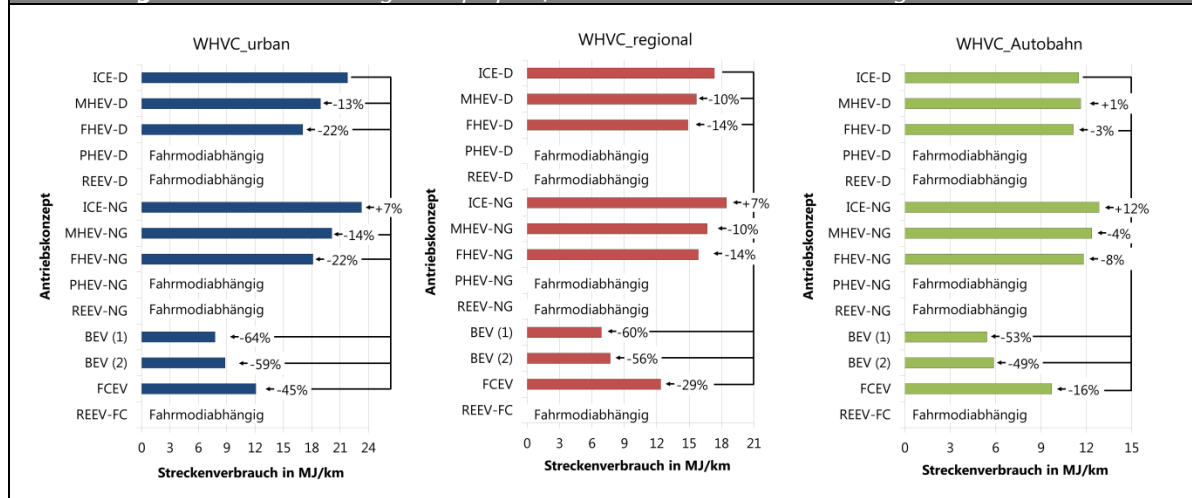 WHVC_urban
ICE-D
MHEV-D
-13%
FHEV-D
-22%
PHEV-D
Fahrmodiabhängig
REEV-D
Fahrmodiabhängig
ICE-NG
+7%
MHEV-NG
-14%
FHEV-NG
-22%
PHEV-NG
Fahrmodiabhängig
REEV-NG
Fahrmodiabhängig
BEV (1)
-64%
BEV (2)
-59%
FCEV
-45%
REEV-FC
Fahrmodiabhängig
Antriebskonzept
0 3 6 9 12 15 18 21 24
Streckenverbrauch in MJ/km
WHVC_regional
ICE-D
MHEV-D
-10%
FHEV-D
-14%
PHEV-D
Fahrmodiabhängig
REEV-D
Fahrmodiabhängig
ICE-NG
+7%
MHEV-NG
-10%
FHEV-NG
-14%
PHEV-NG
Fahrmodiabhängig
REEV-NG
Fahrmodiabhängig
BEV (1)
-60%
BEV (2)
-56%
FCEV
-29%
REEV-FC
Fahrmodiabhängig
Antriebskonzept
0 3 6 9 12 15 18 21
Streckenverbrauch in MJ/km
WHVC_Autobahn
ICE-D
MHEV-D
+1%
FHEV-D
-3%
PHEV-D
Fahrmodiabhängig
REEV-D
Fahrmodiabhängig
ICE-NG
+12%
MHEV-NG
-4%
FHEV-NG
-8%
PHEV-NG
Fahrmodiabhängig
REEV-NG
Fahrmodiabhängig
BEV (1)
-53%
BEV (2)
-49%
FCEV
-16%
REEV-FC
Fahrmodiabhängig
Antriebskonzept
0 3 6 9 12 15
Streckenverbrauch in MJ/km